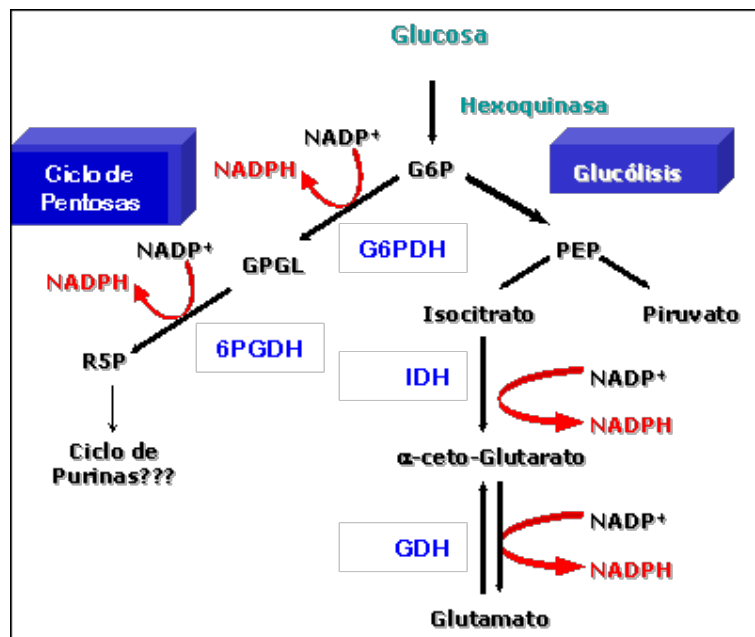 Glucosa
Hexoquinasa
NADP⁺
NADPH
G6P
Ciclo de
Pentosas
Glucólisis
NADP⁺
NADPH
GPGL
G6PDH
PEP
Isocitrato
Piruvato
6PGDH
R5P
IDH
NADP⁺
NADPH
Ciclo de
Purinas???
α-ceto-Glutarato
GDH
NADP⁺
NADPH
Glutamato